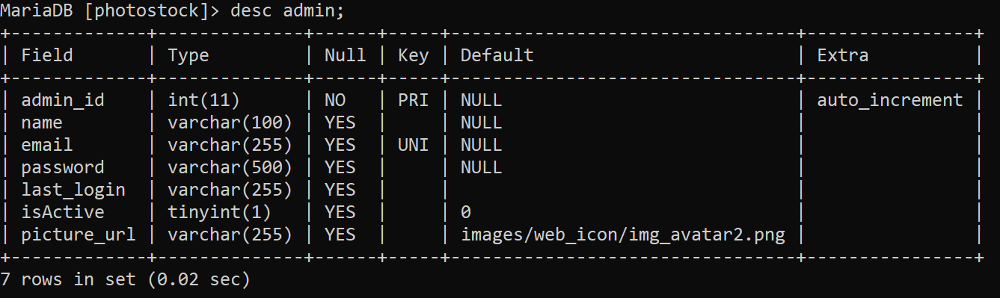 MariaDB [photostock]> desc admin;
+-------------+--------------+------+-----+--------------------------------+----------------+
| Field       | Type         | Null | Key | Default                        | Extra          |
+-------------+--------------+------+-----+--------------------------------+----------------+
| admin_id    | int(11)      | NO   | PRI | NULL                           | auto_increment |
| name        | varchar(100) | YES  |     | NULL                           |                |
| email       | varchar(255) | YES  | UNI | NULL                           |                |
| password    | varchar(500) | YES  |     | NULL                           |                |
| last_login  | varchar(255) | YES  |     |                                |                |
| isActive    | tinyint(1)   | YES  |     | 0                              |                |
| picture_url | varchar(255) | YES  |     | images/web_icon/img_avatar2.png |                |
+-------------+--------------+------+-----+--------------------------------+----------------+
7 rows in set (0.02 sec)